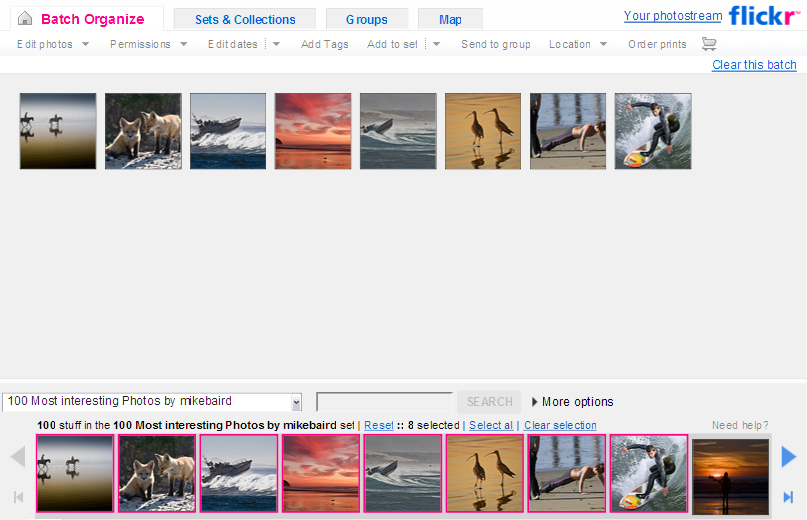 Batch Organize Sets & Collections Groups Map Your photostream flickr™
Edit photos Permissions Edit dates Add Tags Add to set Send to group Location Order prints
Clear this batch
100 Most interesting Photos by mikebaird SEARCH More options
100 stuff in the 100 Most interesting Photos by mikebaird set | Reset :: 8 selected | Select al | Clear selection Need help?